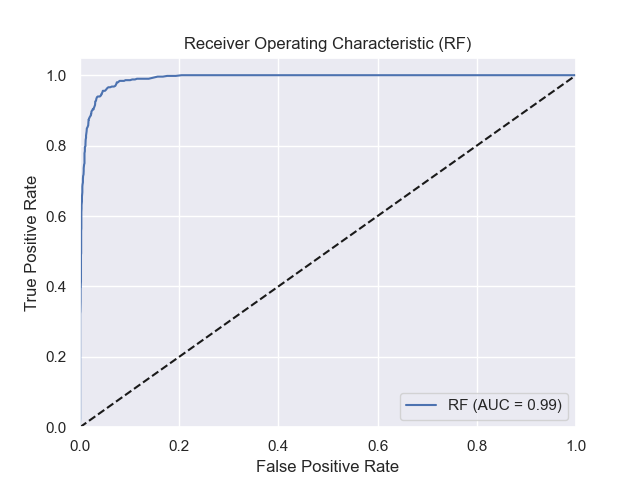 Receiver Operating Characteristic (RF)
1.0
0.8
0.6
0.4
0.2
0.0
True Positive Rate
RF (AUC = 0.99)
0.0 0.2 0.4 0.6 0.8 1.0
False Positive Rate